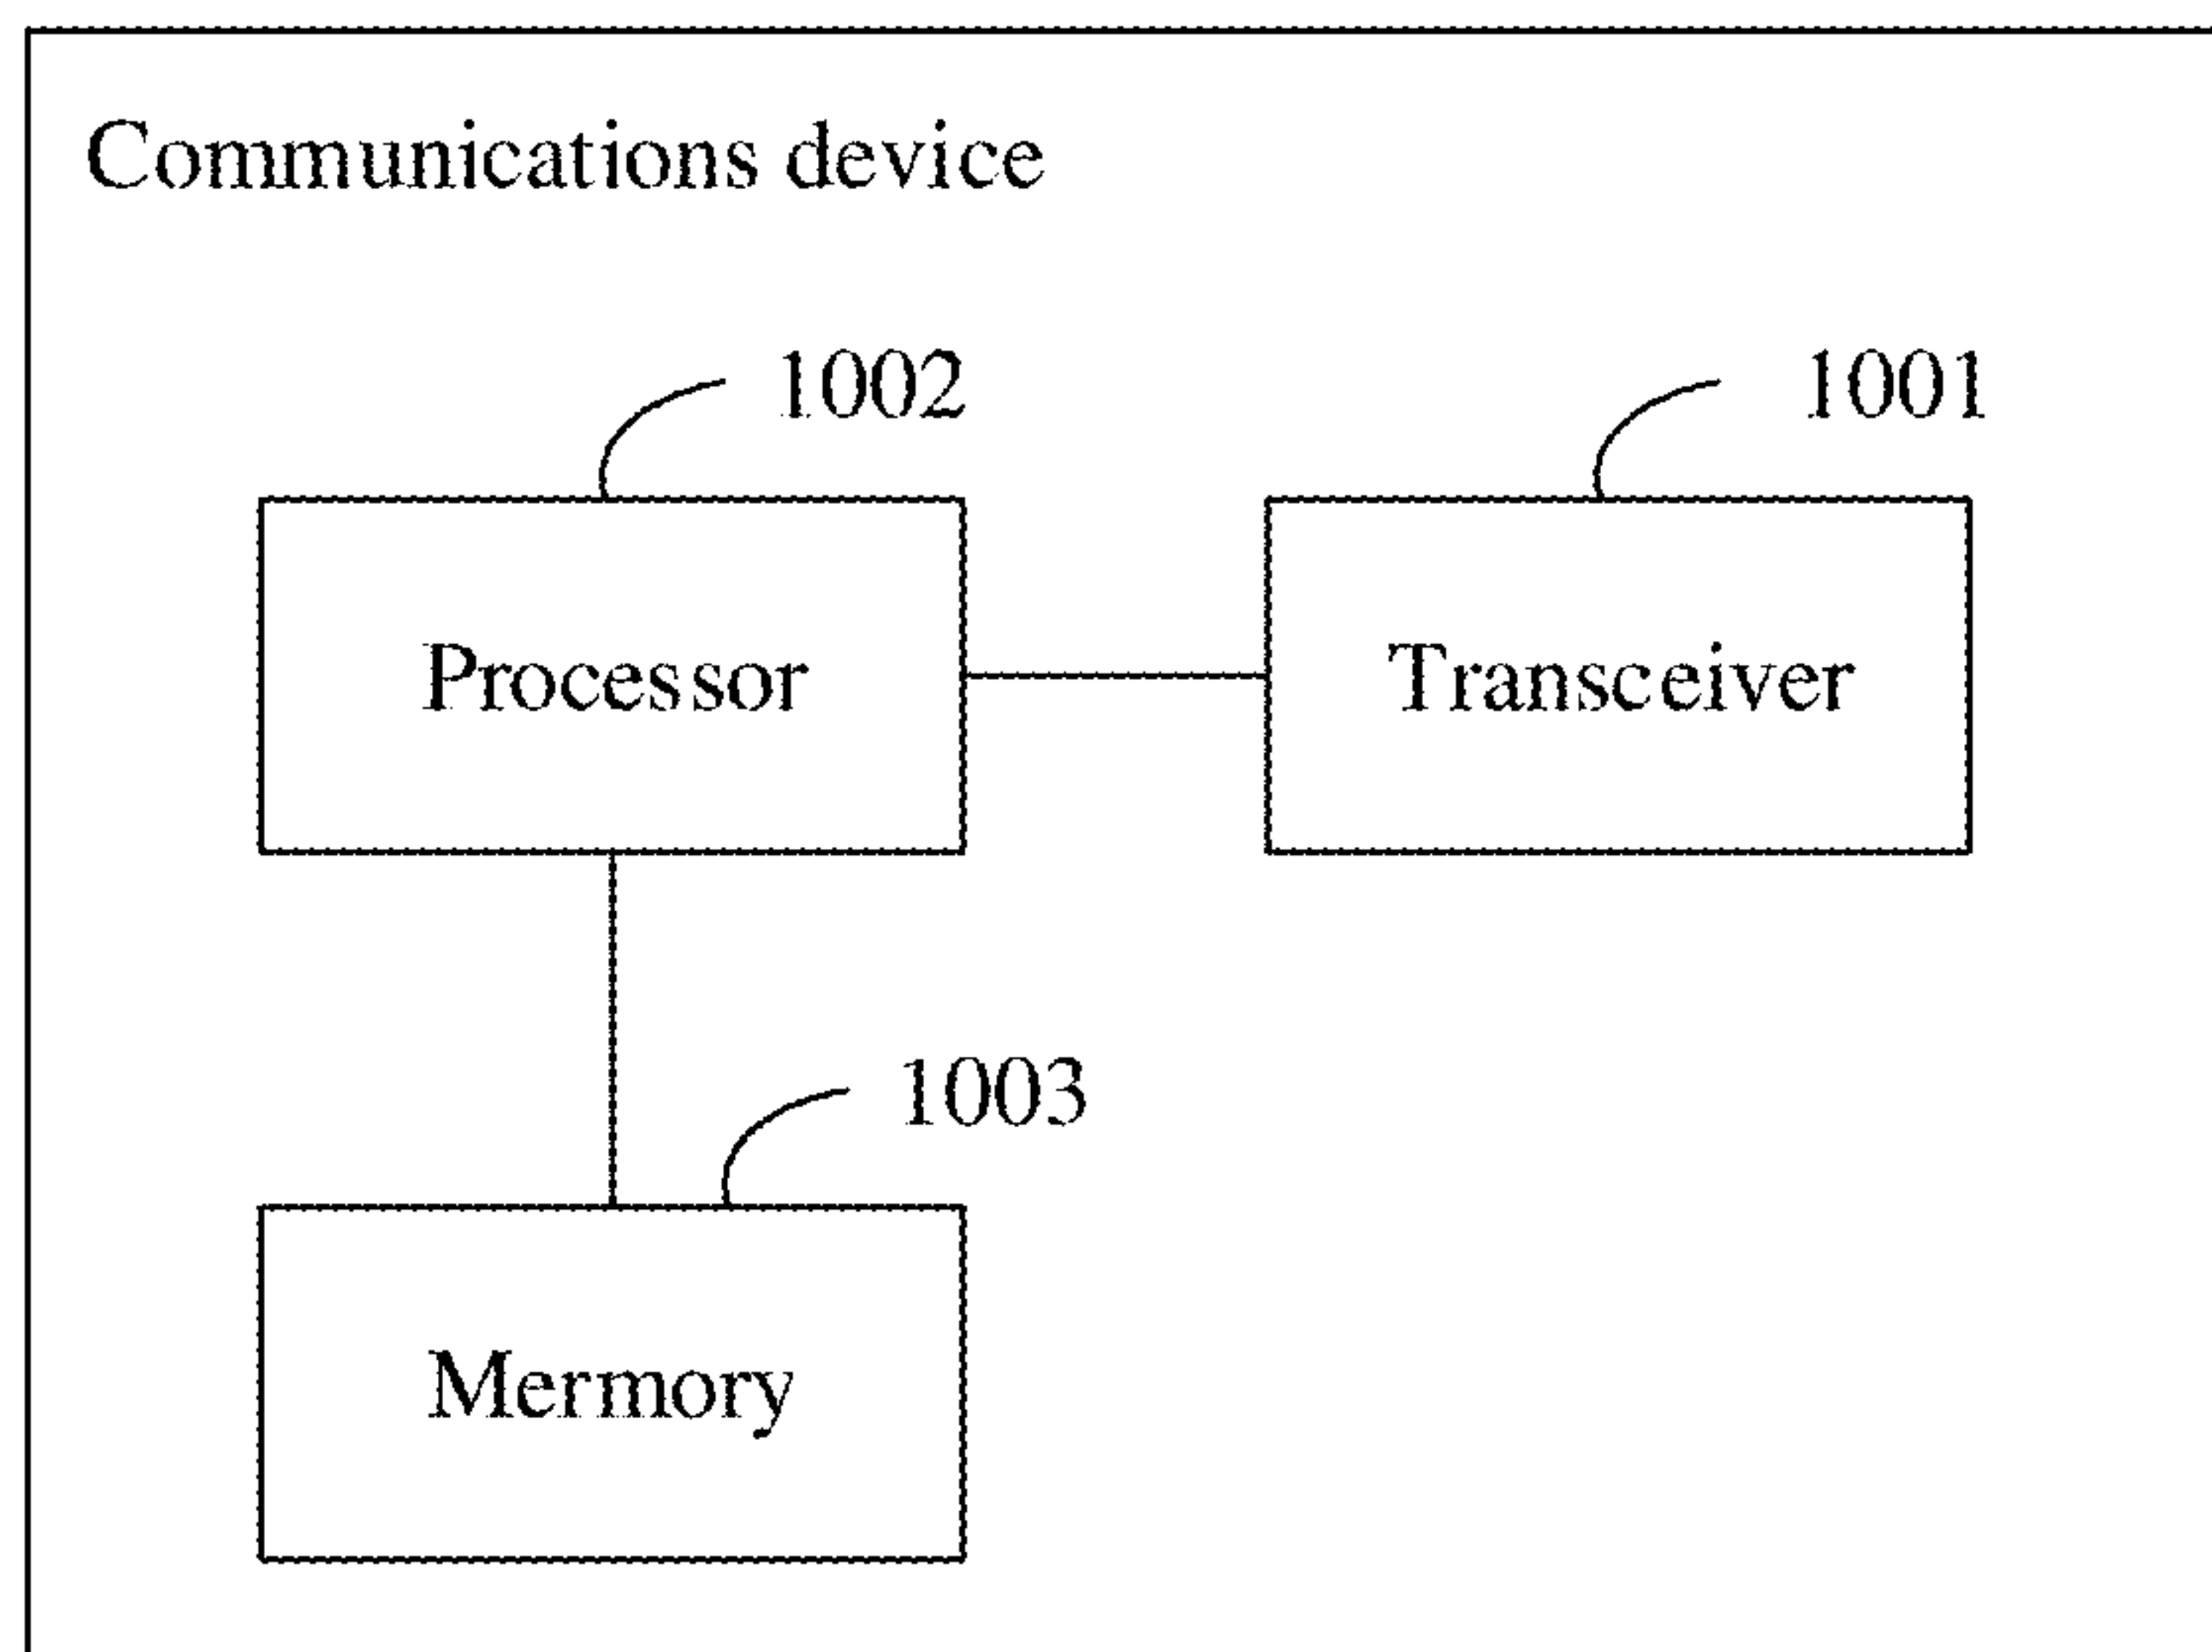 Communications device
1002
1001
Processor
Transceiver
1003
Mermory